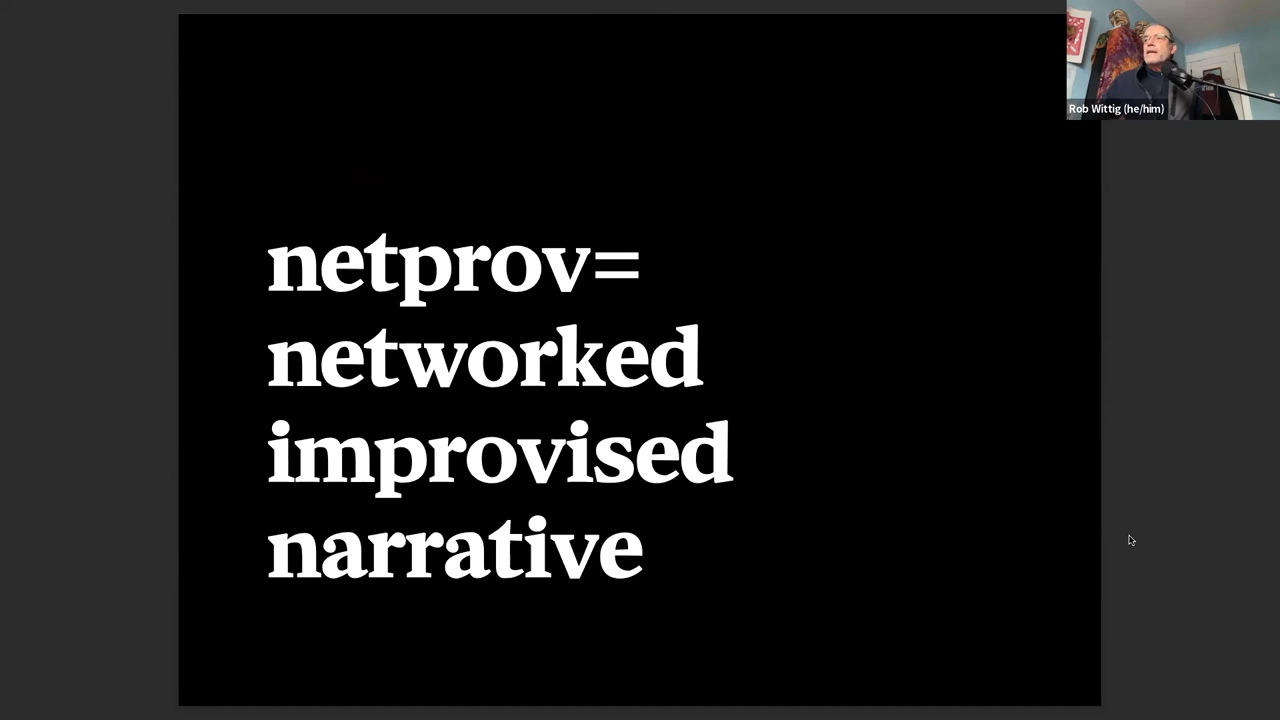 netprov=
networked
improvised
narrative
Rob Wittig (he/him)